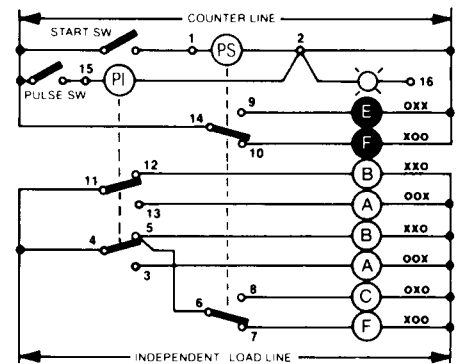 COUNTER LINE
START SW
1
PS
2
15
PI
16
PULSE SW
9
E
OXX
14
10
F
XOO
12
B
XXO
11
13
A
OOX
5
4
B
XXO
3
A
OOX
8
C
OXO
6
7
F
XOO
INDEPENDENT LOAD LINE